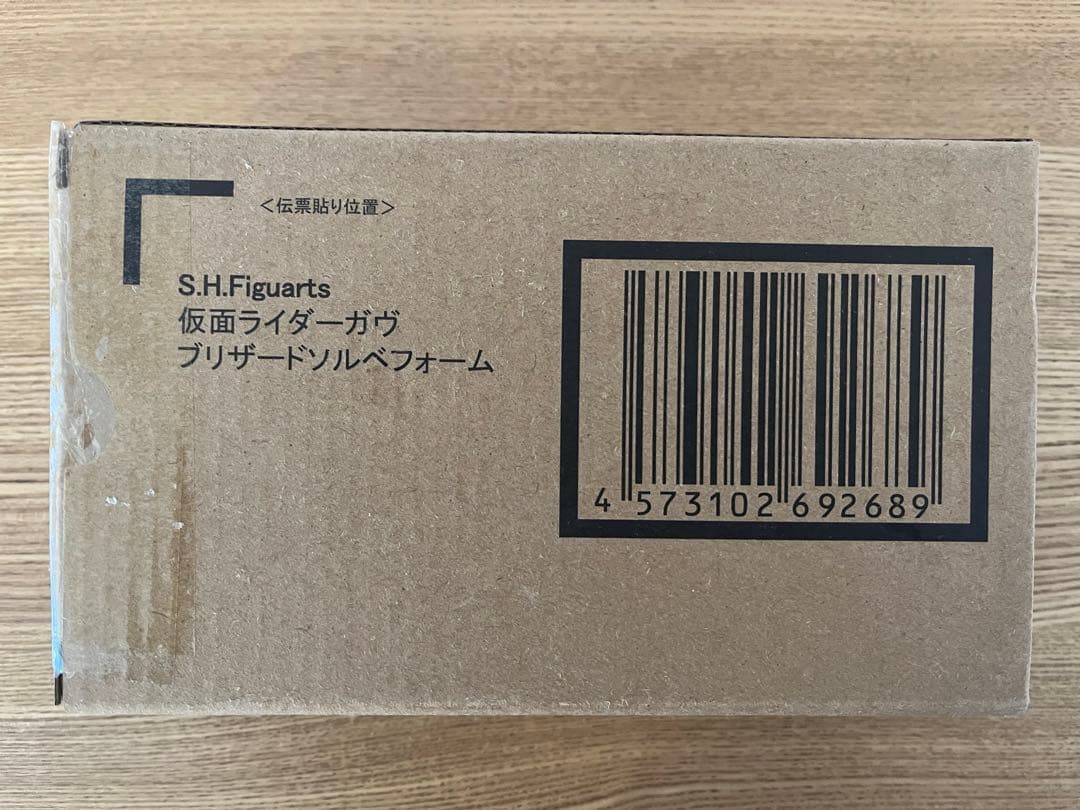 ＜伝票貼り位置＞
S.H.Figuarts
仮面ライダーガヴ
ブリザードソルベフォーム
4 573102 692689